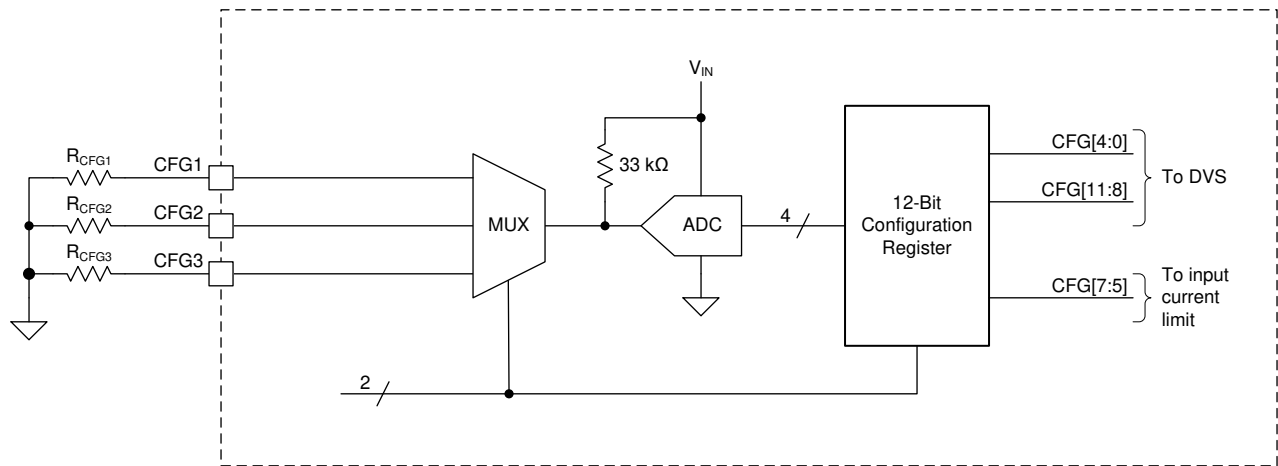 V_IN
R_CFG1
CFG1
R_CFG2
CFG2
R_CFG3
CFG3
MUX
33 kΩ
ADC
4
12-Bit
Configuration
Register
CFG[4:0]
CFG[11:8]
To DVS
CFG[7:5]
To input
current
limit
2